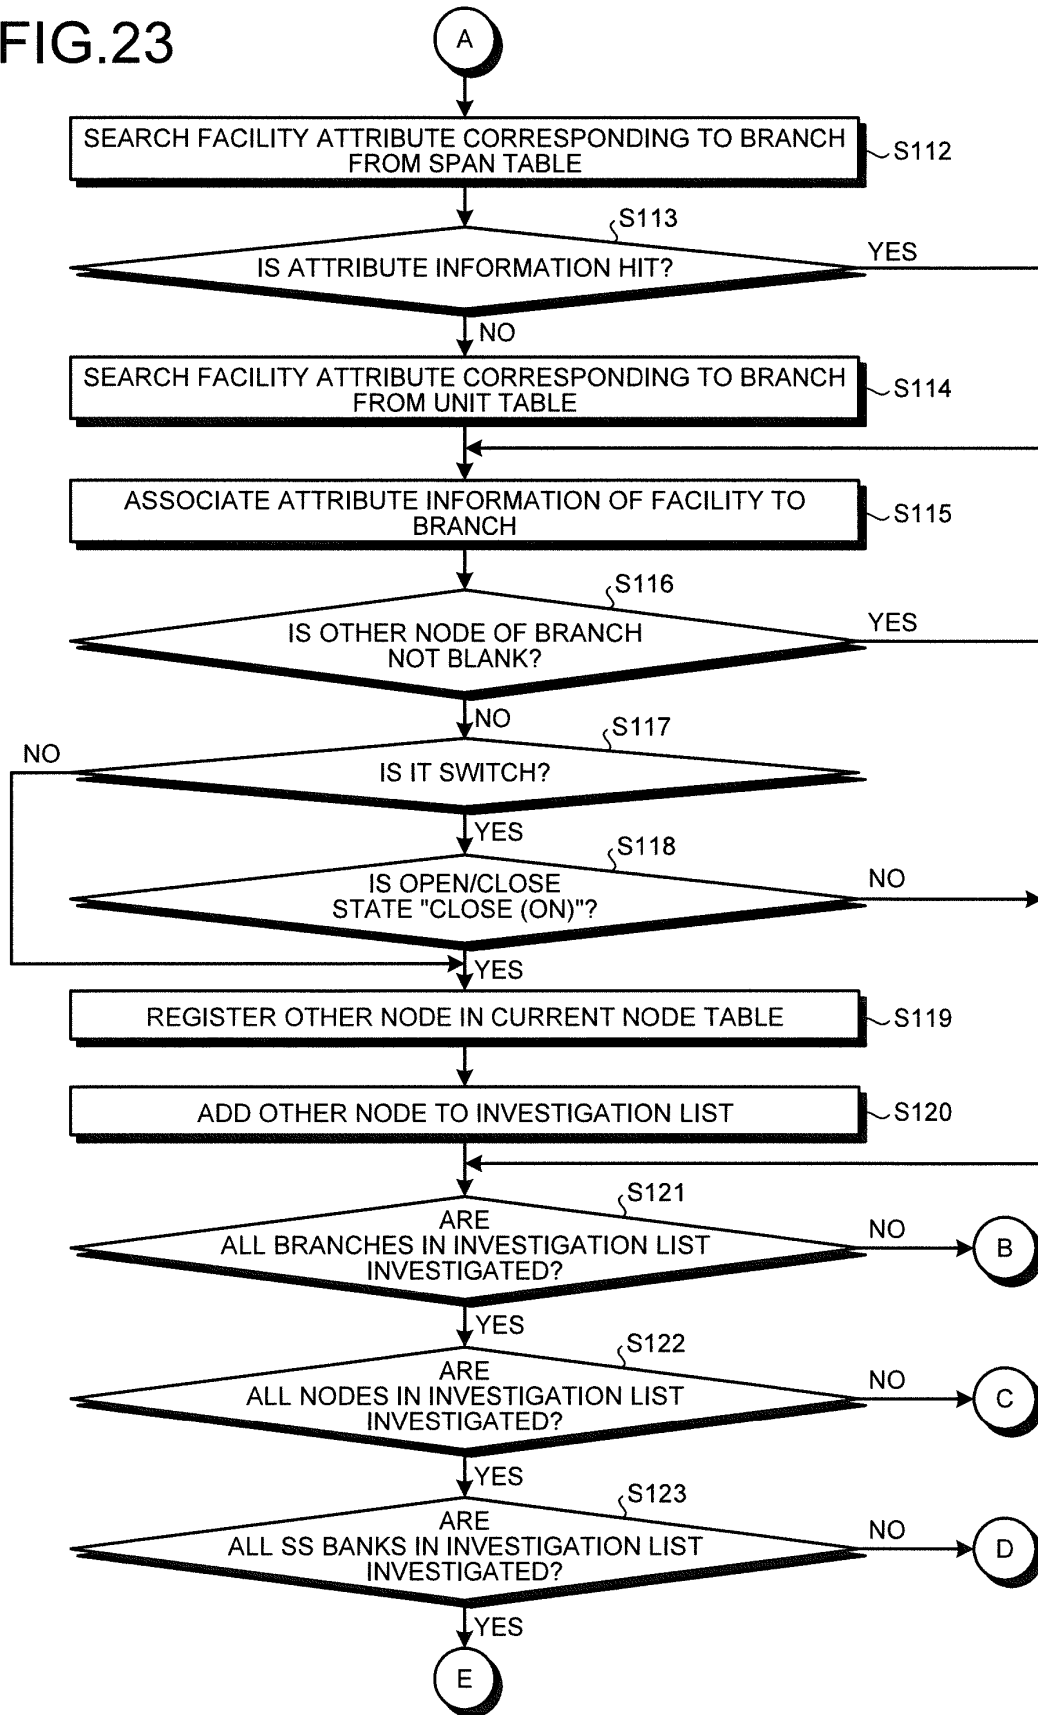 FIG.23
A
SEARCH FACILITY ATTRIBUTE CORRESPONDING TO BRANCH
FROM SPAN TABLE
S112
S113
IS ATTRIBUTE INFORMATION HIT?
YES
NO
SEARCH FACILITY ATTRIBUTE CORRESPONDING TO BRANCH
FROM UNIT TABLE
S114
ASSOCIATE ATTRIBUTE INFORMATION OF FACILITY TO
BRANCH
S115
S116
IS OTHER NODE OF BRANCH
NOT BLANK?
YES
NO
S117
NO
IS IT SWITCH?
YES
S118
IS OPEN/CLOSE
STATE "CLOSE (ON)"?
NO
YES
REGISTER OTHER NODE IN CURRENT NODE TABLE
S119
ADD OTHER NODE TO INVESTIGATION LIST
S120
S121
ARE
ALL BRANCHES IN INVESTIGATION LIST
INVESTIGATED?
NO
B
YES
S122
ARE
ALL NODES IN INVESTIGATION LIST
INVESTIGATED?
NO
C
YES
S123
ARE
ALL SS BANKS IN INVESTIGATION LIST
INVESTIGATED?
NO
D
YES
E